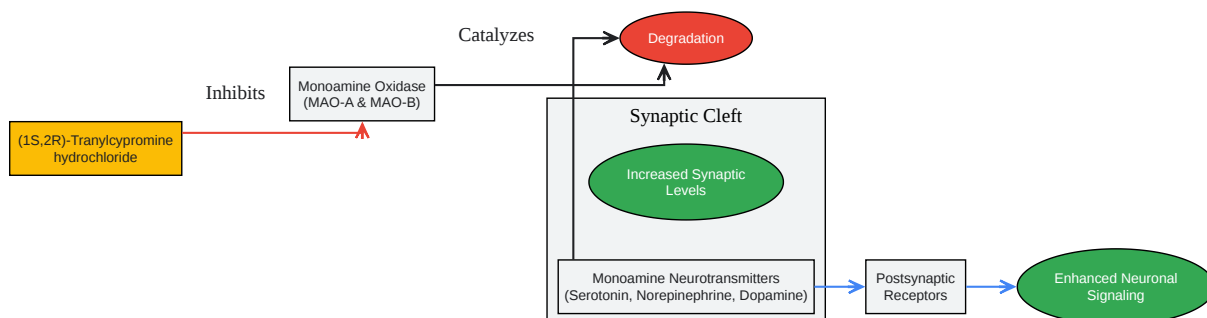 Catalyzes
Degradation
Inhibits
Monoamine Oxidase
(MAO-A & MAO-B)
(1S,2R)-Tranylcypromine
hydrochloride
Synaptic Cleft
Increased Synaptic
Levels
Monoamine Neurotransmitters
(Serotonin, Norepinephrine, Dopamine)
Postsynaptic
Receptors
Enhanced Neuronal
Signaling